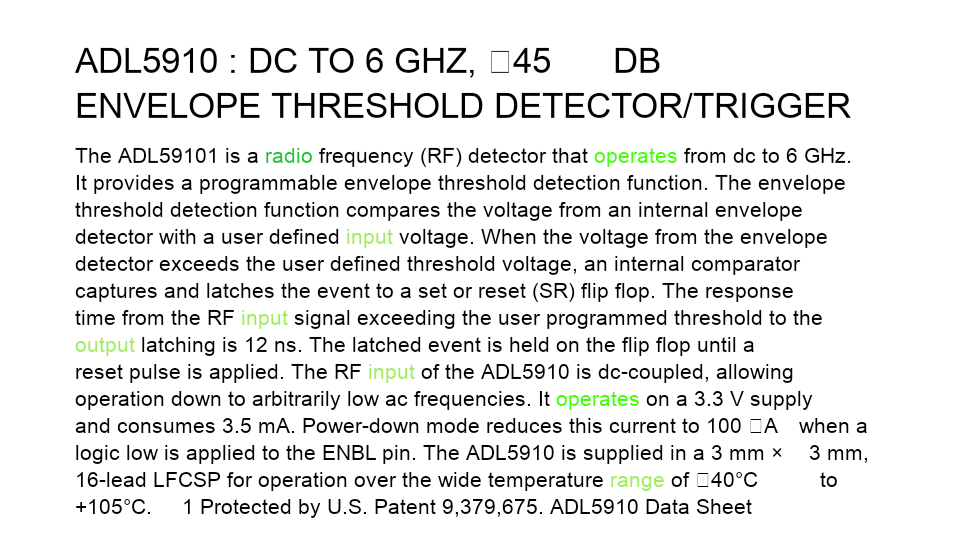 ADL5910 : DC TO 6 GHZ, □45 DB
ENVELOPE THRESHOLD DETECTOR/TRIGGER
The ADL59101 is a radio frequency (RF) detector that operates from dc to 6 GHz.
It provides a programmable envelope threshold detection function. The envelope
threshold detection function compares the voltage from an internal envelope
detector with a user defined input voltage. When the voltage from the envelope
detector exceeds the user defined threshold voltage, an internal comparator
captures and latches the event to a set or reset (SR) flip flop. The response
time from the RF input signal exceeding the user programmed threshold to the
output latching is 12 ns. The latched event is held on the flip flop until a
reset pulse is applied. The RF input of the ADL5910 is dc-coupled, allowing
operation down to arbitrarily low ac frequencies. It operates on a 3.3 V supply
and consumes 3.5 mA. Power-down mode reduces this current to 100 □A when a
logic low is applied to the ENBL pin. The ADL5910 is supplied in a 3 mm × 3 mm,
16-lead LFCSP for operation over the wide temperature range of □40°C to
+105°C. 1 Protected by U.S. Patent 9,379,675. ADL5910 Data Sheet